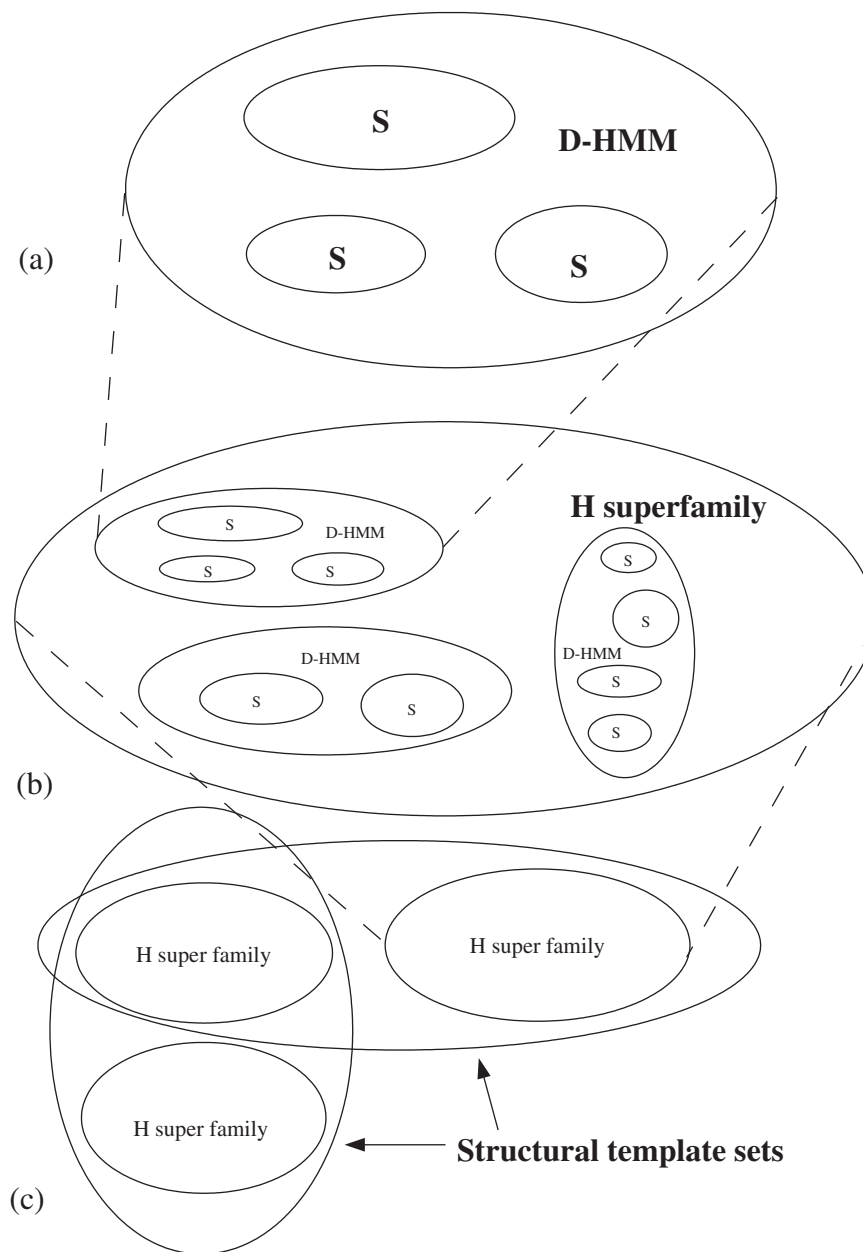 S
D-HMM
S
S
(a)
H superfamily
S
D-HMM
S
S
S
S
D-HMM
D-HMM
S
S
S
S
(b)
H super family
H super family
H super family
Structural template sets
(c)